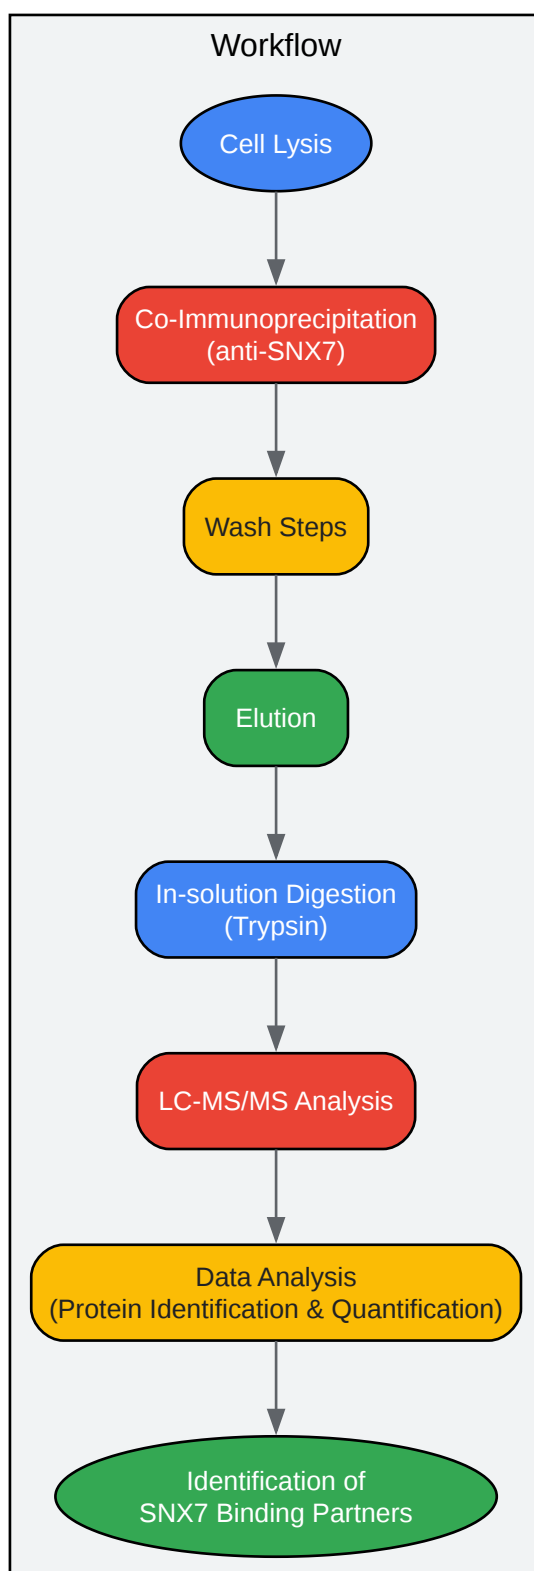 Workflow
Cell Lysis
Co-Immunoprecipitation
(anti-SNX7)
Wash Steps
Elution
In-solution Digestion
(Trypsin)
LC-MS/MS Analysis
Data Analysis
(Protein Identification & Quantification)
Identification of
SNX7 Binding Partners